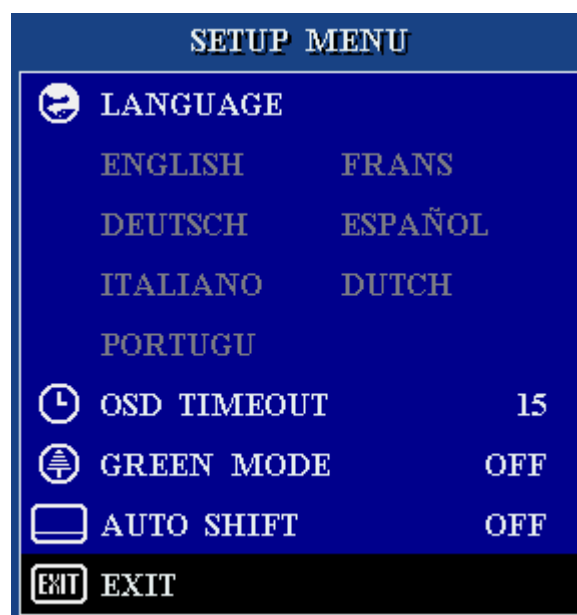 SETUP MENU
LANGUAGE
ENGLISH FRANS
DEUTSCH ESPAÑOL
ITALIANO DUTCH
PORTUGU
OSD TIMEOUT 15
GREEN MODE OFF
AUTO SHIFT OFF
EXIT EXIT